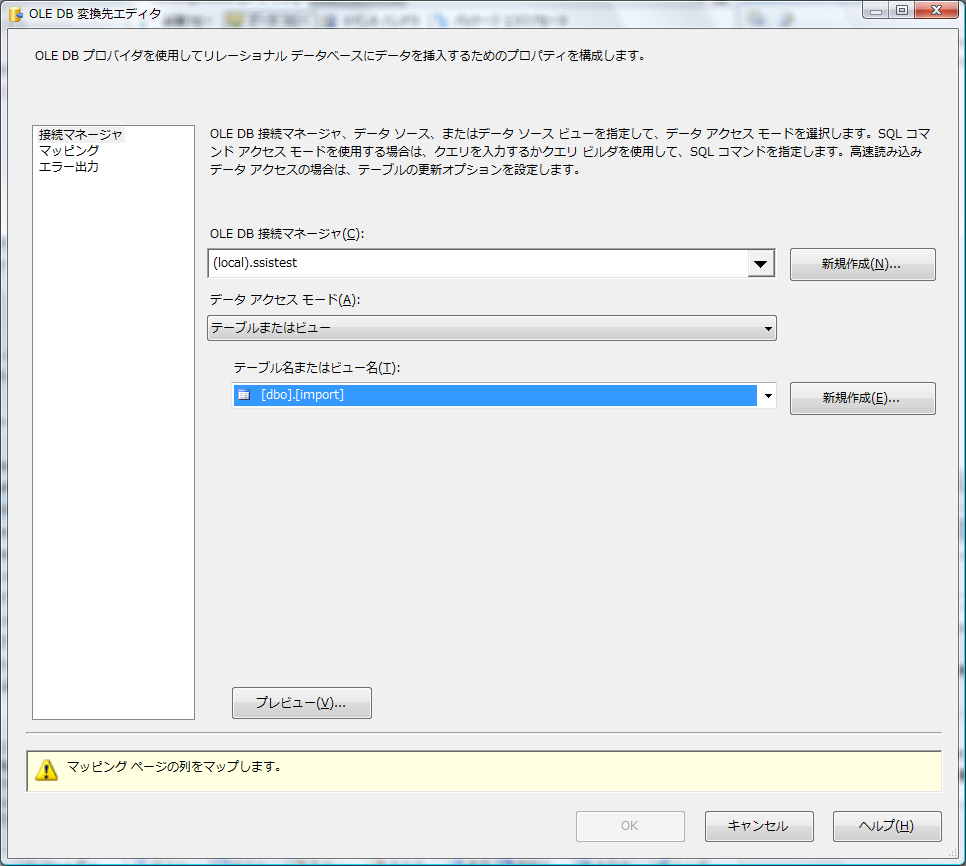 OLE DB 変換先エディタ
OLE DB プロバイダを使用してリレーショナル データベースにデータを挿入するためのプロパティを構成します。
接続マネージャ
マッピング
エラー出力
OLE DB 接続マネージャ、データ ソース、またはデータ ソース ビューを指定して、データ アクセス モードを選択します。SQL コマ
ンド アクセス モードを使用する場合は、クエリを入力するかクエリ ビルダを使用して、SQL コマンドを指定します。高速読み込み
データ アクセスの場合は、テーブルの更新オプションを設定します。
OLE DB 接続マネージャ(C):
(local).ssistest
新規作成(N)...
データ アクセス モード(A):
テーブルまたはビュー
テーブル名またはビュー名(T):
[dbo].[import]
新規作成(E)...
プレビュー(V)...
マッピング ページの列をマップします。
OK
キャンセル
ヘルプ(H)